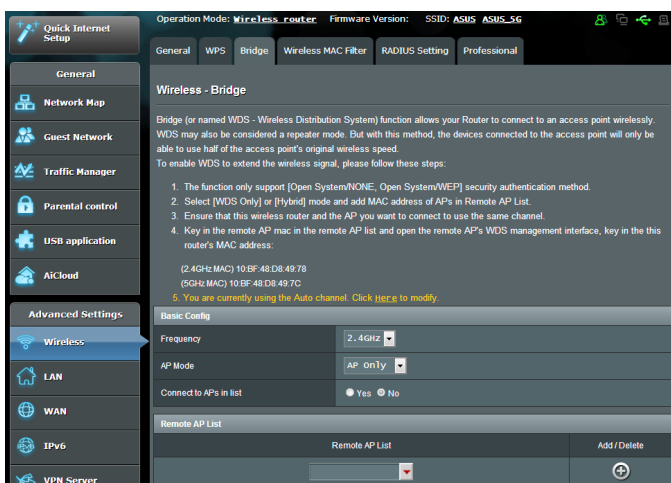 Quick Internet
Setup
Operation Mode: Wireless router Firmware Version: SSID: ASUS ASUS_5G
General WPS Bridge Wireless MAC Filter RADIUS Setting Professional
General
Network Map
Guest Network
Traffic Manager
Parental control
USB application
AiCloud
Advanced Settings
Wireless
LAN
WAN
IPv6
VPN Server
Wireless - Bridge
Bridge (or named WDS - Wireless Distribution System) function allows your Router to connect to an access point wirelessly.
WDS may also be considered a repeater mode. But with this method, the devices connected to the access point will only be
able to use half of the access point's original wireless speed.
To enable WDS to extend the wireless signal, please follow these steps:
1. The function only support [Open System/NONE, Open System/WEP] security authentication method.
2. Select [WDS Only] or [Hybrid] mode and add MAC address of APs in Remote AP List.
3. Ensure that this wireless router and the AP you want to connect to use the same channel.
4. Key in the remote AP mac in the remote AP list and open the remote AP's WDS management interface, key in the this
router's MAC address:
(2.4GHz MAC) 10:BF:48:D8:49:78
(5GHz MAC) 10:BF:48:D8:49:7C
5. You are currently using the Auto channel. Click Here to modify.
Basic Config
Frequency 2.4GHz
AP Mode AP Only
Connect to APs in list Yes No
Remote AP List
Remote AP List Add / Delete